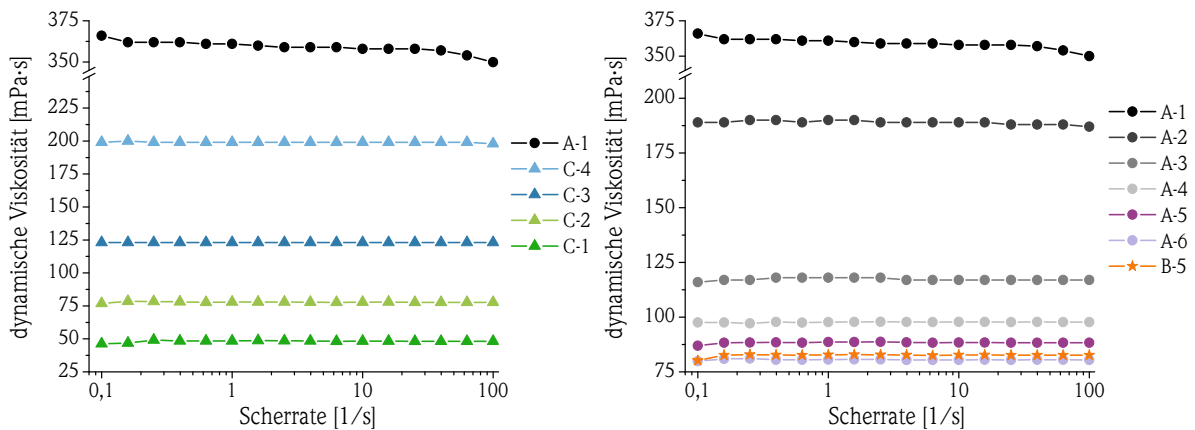 375
350
225
200
175
150
125
100
75
50
25
dynamische Viskosität [mPa·s]
0,1
1
10
100
Scherrate [1/s]
A-1
C-4
C-3
C-2
C-1
375
350
200
175
150
125
100
75
dynamische Viskosität [mPa·s]
0,1
1
10
100
Scherrate [1/s]
A-1
A-2
A-3
A-4
A-5
A-6
B-5